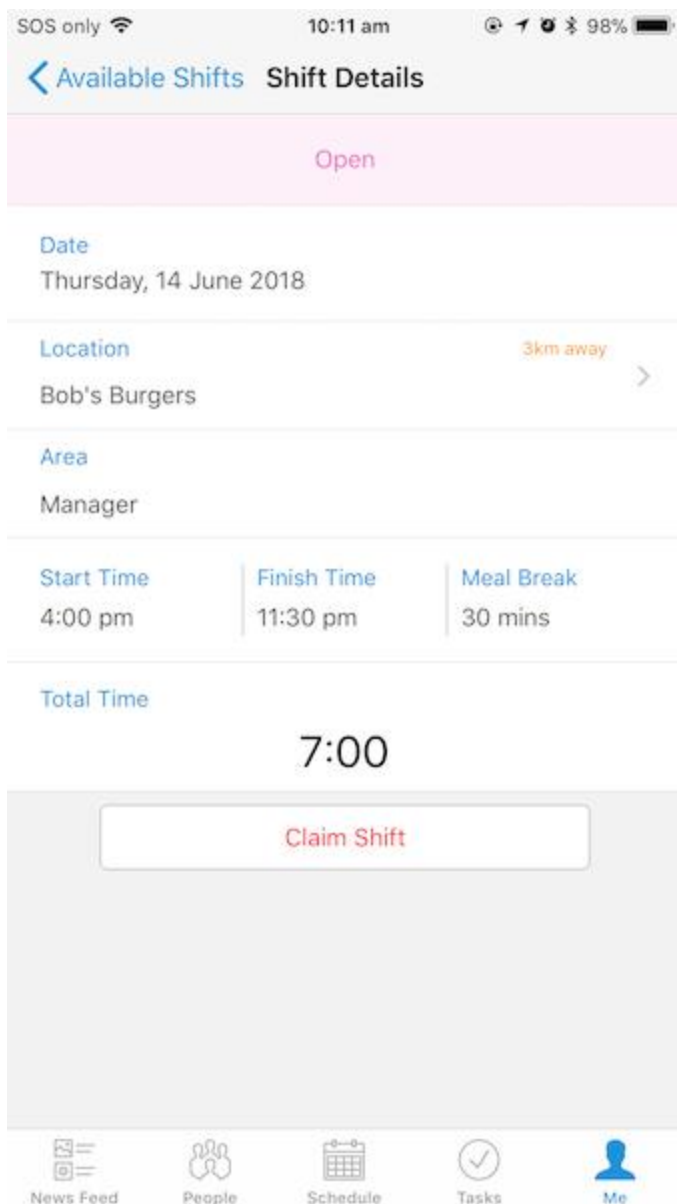 SOS only 10:11 am 98%
Available Shifts Shift Details
Open
Date
Thursday, 14 June 2018
Location 3km away
Bob's Burgers
Area
Manager
Start Time Finish Time Meal Break
4:00 pm 11:30 pm 30 mins
Total Time
7:00
Claim Shift
News Feed People Schedule Tasks Me